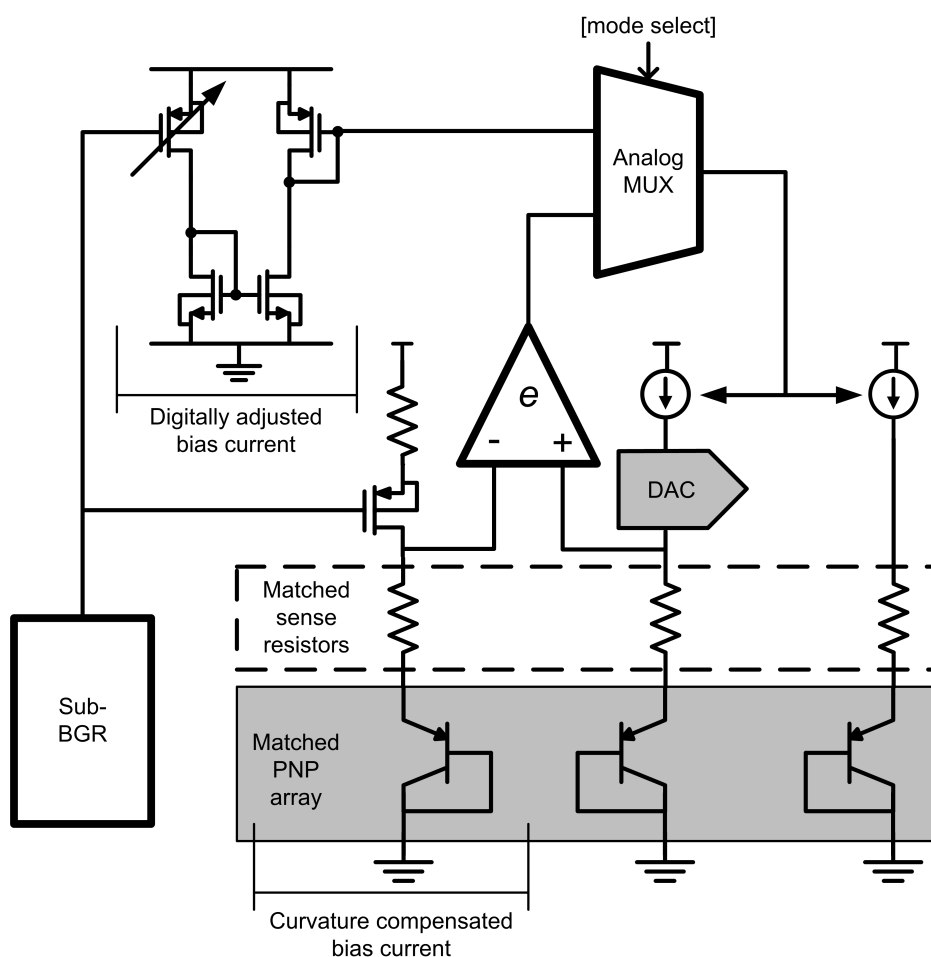 [mode select]
Analog
MUX
Digitally adjusted
bias current
e
- +
DAC
Matched
sense
resistors
Sub-
BGR
Matched
PNP
array
Curvature compensated
bias current